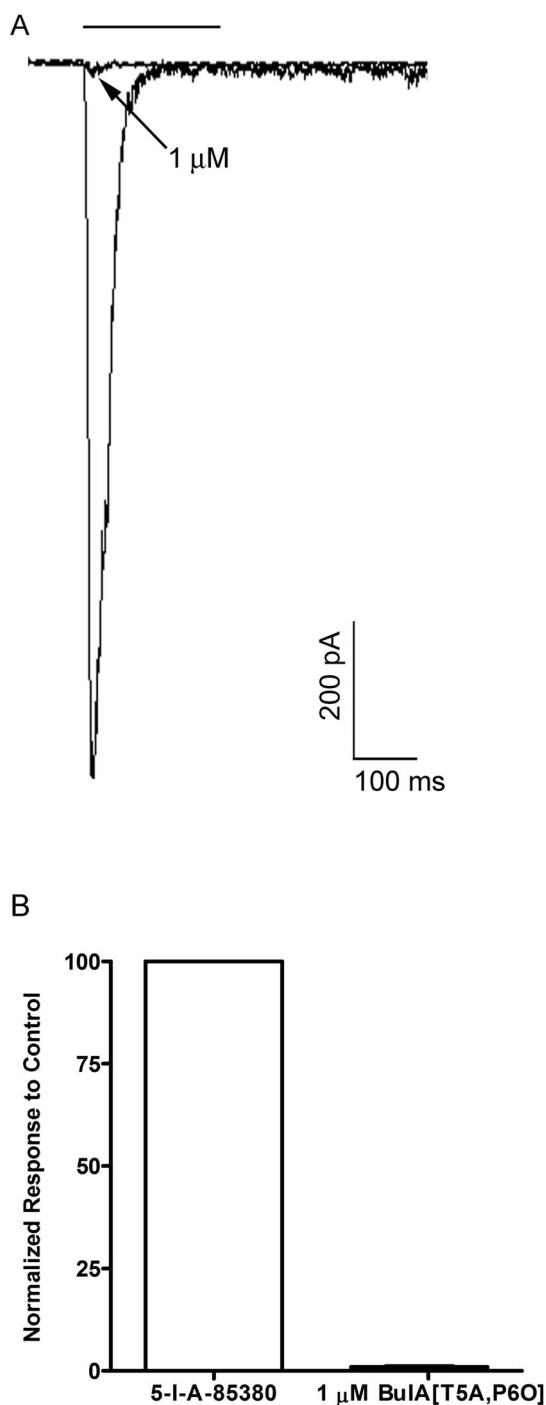 A
1 μM
200 pA
100 ms
B
Normalized Response to Control
100
75
50
25
0
5-I-A-85380
1 μM BuIA[T5A,P6O]